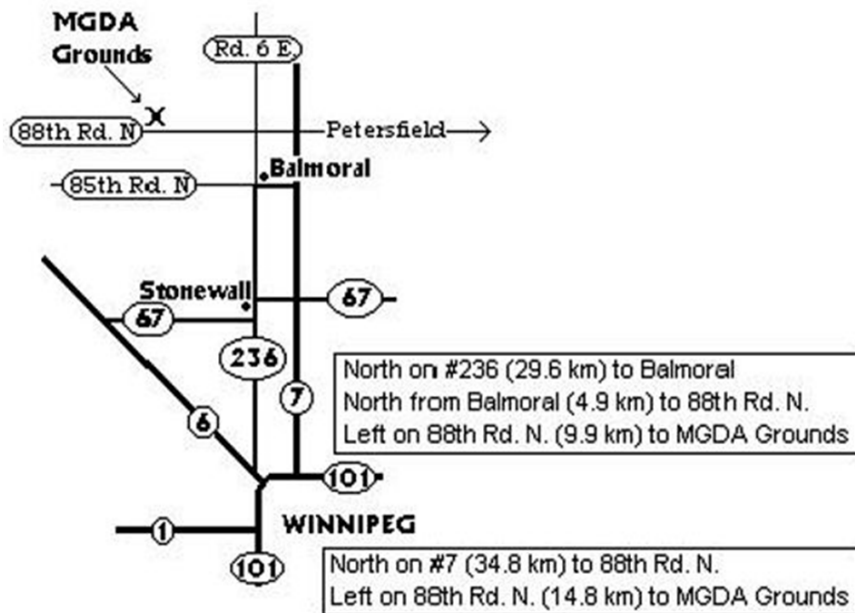 MGDA
Grounds
Rd. 6 E.
88th Rd. N
Petersfield
85th Rd. N
Balmoral
Stonewall
67
67
236
7
6
North on #236 (29.6 km) to Balmoral
North from Balmoral (4.9 km) to 88th Rd. N.
Left on 88th Rd. N. (9.9 km) to MGDA Grounds
101
1
WINNIPEG
101
North on #7 (34.8 km) to 88th Rd. N.
Left on 88th Rd. N. (14.8 km) to MGDA Grounds